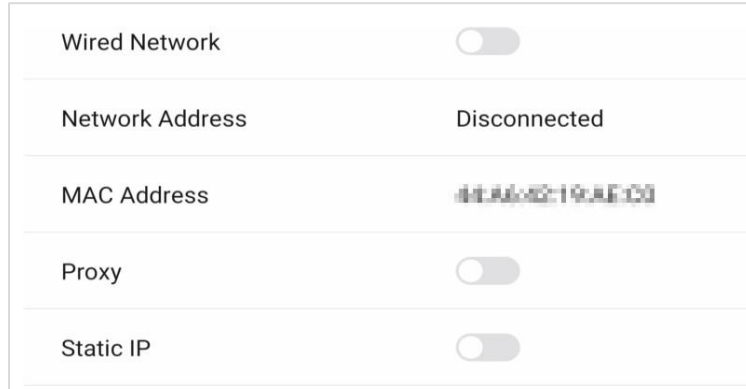 Wired Network
Network Address Disconnected
MAC Address
Proxy
Static IP